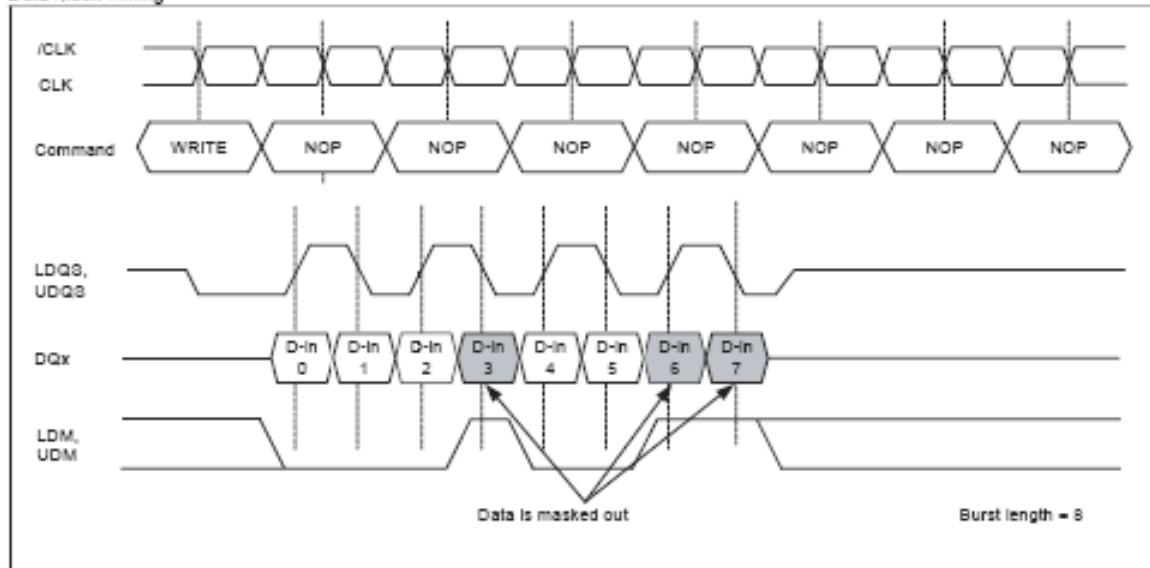 /CLK
CLK
Command WRITE NOP NOP NOP NOP NOP NOP NOP
LDQS,
UDQS
DQx D-In 0 D-In 1 D-In 2 D-In 3 D-In 4 D-In 5 D-In 6 D-In 7
LDM,
UDM
Data is masked out
Burst length = 8